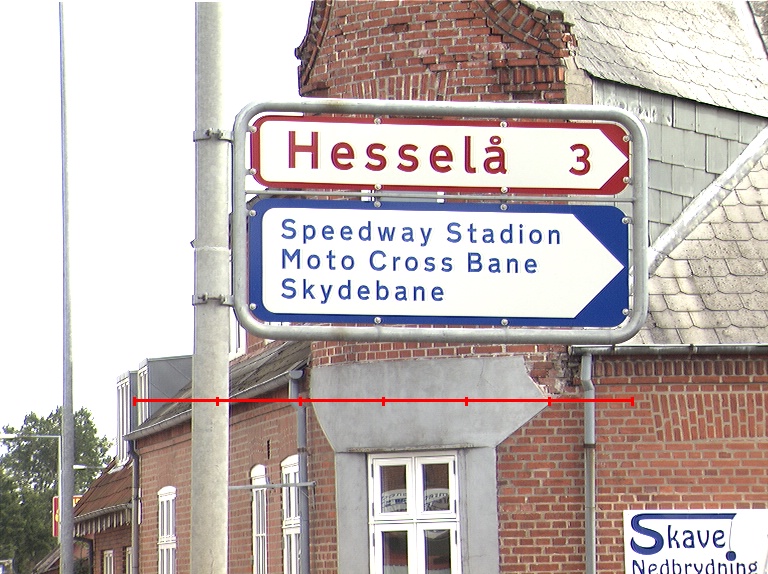 Hesselå 3
Speedway Stadion
Moto Cross Bane
Skydebane
Skave
Nedbrydning